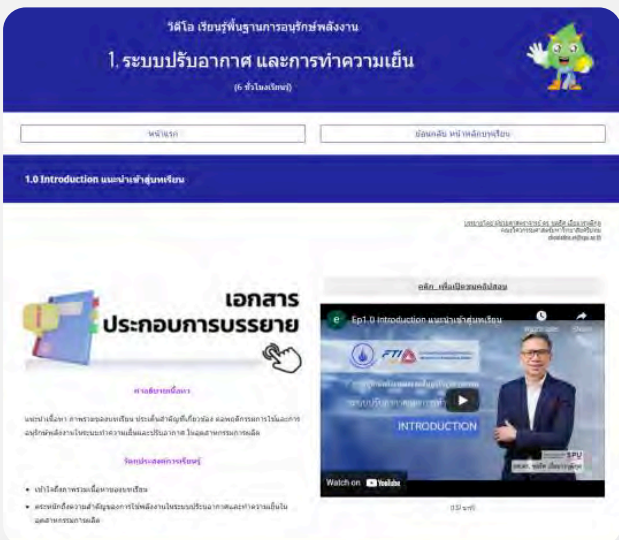 วีดีโอ เรียนรู้พื้นฐานการอนุรักษ์พลังงาน
1. ระบบปรับอากาศ และการทำความเย็น
(6 ชั่วโมงเรียนรู้)
หน้าแรก
ย้อนกลับ หน้าหลักบทเรียน
1.0 Introduction แนะนำเข้าสู่บทเรียน
เอกสาร
ประกอบการบรรยาย
คลิก เพื่อเปิดชมคลิปสอน
e Ep1.0 Introduction แนะนำเข้าสู่บทเรียน
Watch later Share
FTI
INTRODUCTION
SPU
Watch on YouTube
คำอธิบายเนื้อหา
แนะนำเนื้อหา ภาพรวมของบทเรียน ประเด็นสำคัญที่เกี่ยวข้อง ตลอดจนการใช้และการ
อนุรักษ์พลังงานในระบบทำความเย็นและปรับอากาศ ในอุตสาหกรรมการผลิต
วัตถุประสงค์การเรียนรู้
• เข้าใจถึงภาพรวมเนื้อหาของบทเรียน
• ตระหนักถึงความสำคัญของการใช้พลังงานในระบบปรับอากาศและทำความเย็นใน
อุตสาหกรรมการผลิต